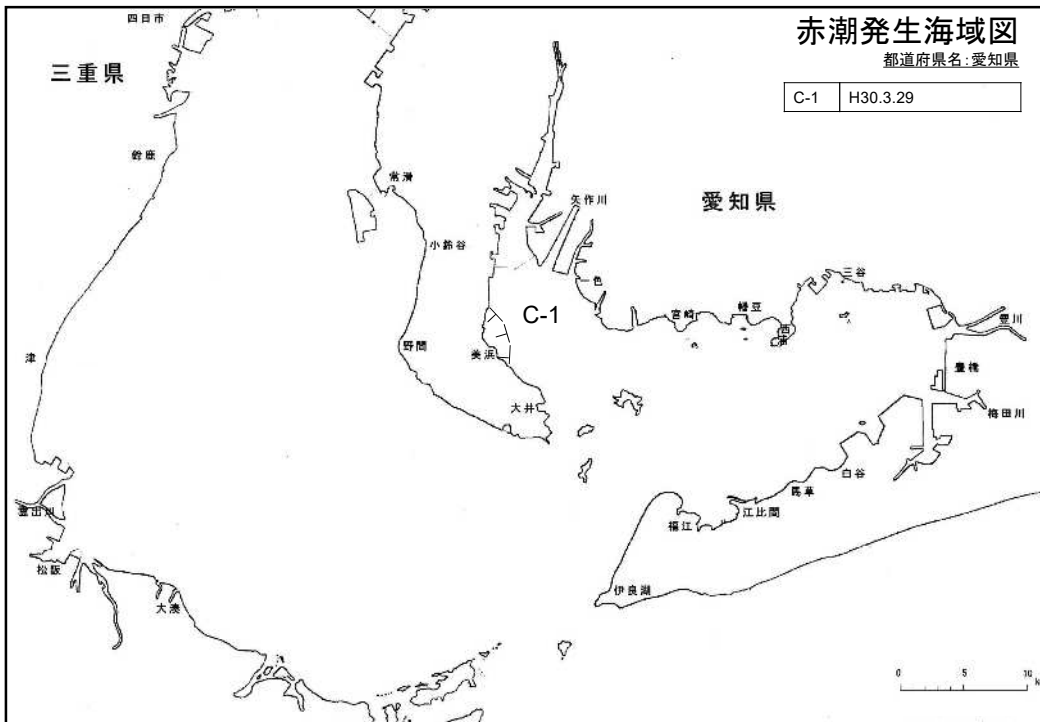 赤潮発生海域図
都道府県名:愛知県
C-1 H30.3.29
四日市
三重県
鈴鹿
常滑
矢作川
愛知県
小鈴谷
一色
三谷
宮崎
幡豆
西浦
豊川
C-1
津
野間
美浜
豊橋
大井
梅田川
白谷
馬草
江比間
福江
松阪
伊良湖
大湊
0 5 10